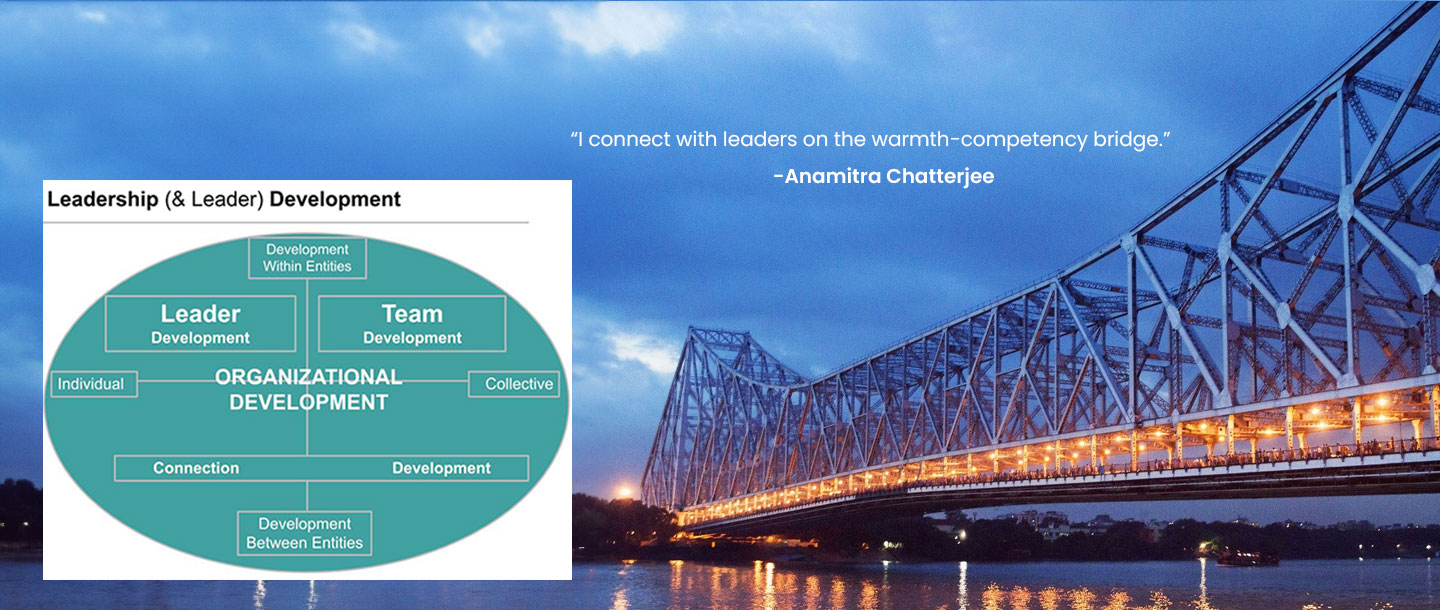 “I connect with leaders on the warmth-competency bridge.”
-Anamitra Chatterjee
Leadership (& Leader) Development
Development
Within Entities
Leader
Development
Team
Development
Individual
ORGANIZATIONAL
DEVELOPMENT
Collective
Connection
Development
Development
Between Entities